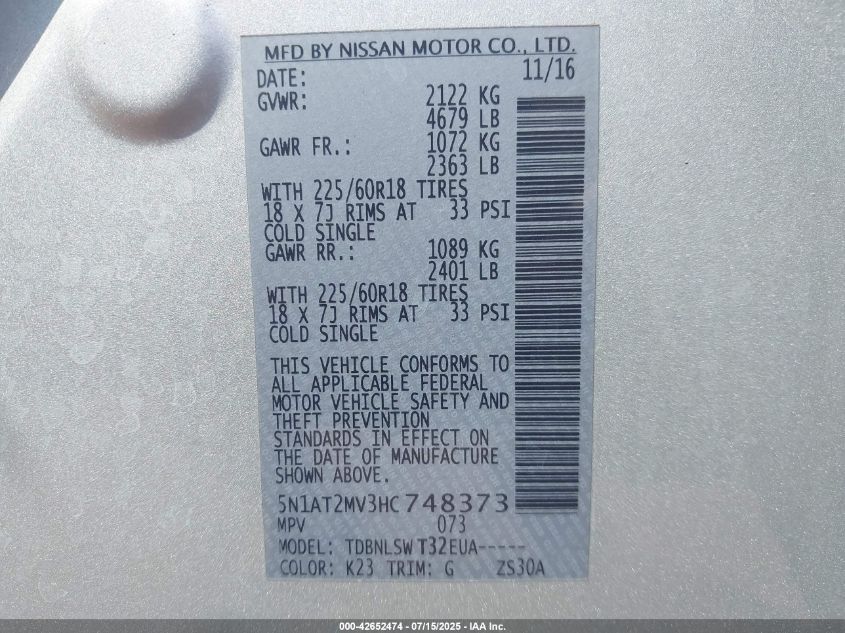 MFD BY NISSAN MOTOR CO., LTD.
DATE: 11/16
GVWR: 2122 KG
4679 LB
GAWR FR.: 1072 KG
2363 LB
WITH 225/60R18 TIRES
18 X 7J RIMS AT 33 PSI
COLD SINGLE
GAWR RR.: 1089 KG
2401 LB
WITH 225/60R18 TIRES
18 X 7J RIMS AT 33 PSI
COLD SINGLE
THIS VEHICLE CONFORMS TO
ALL APPLICABLE FEDERAL
MOTOR VEHICLE SAFETY AND
THEFT PREVENTION
STANDARDS IN EFFECT ON
THE DATE OF MANUFACTURE
SHOWN ABOVE.
5N1AT2MV3HC748373
MPV 073
MODEL: TDBNLSW T32EUA-----
COLOR: K23 TRIM: G ZS30A
000-42652474 - 07/15/2025 - IAA Inc.